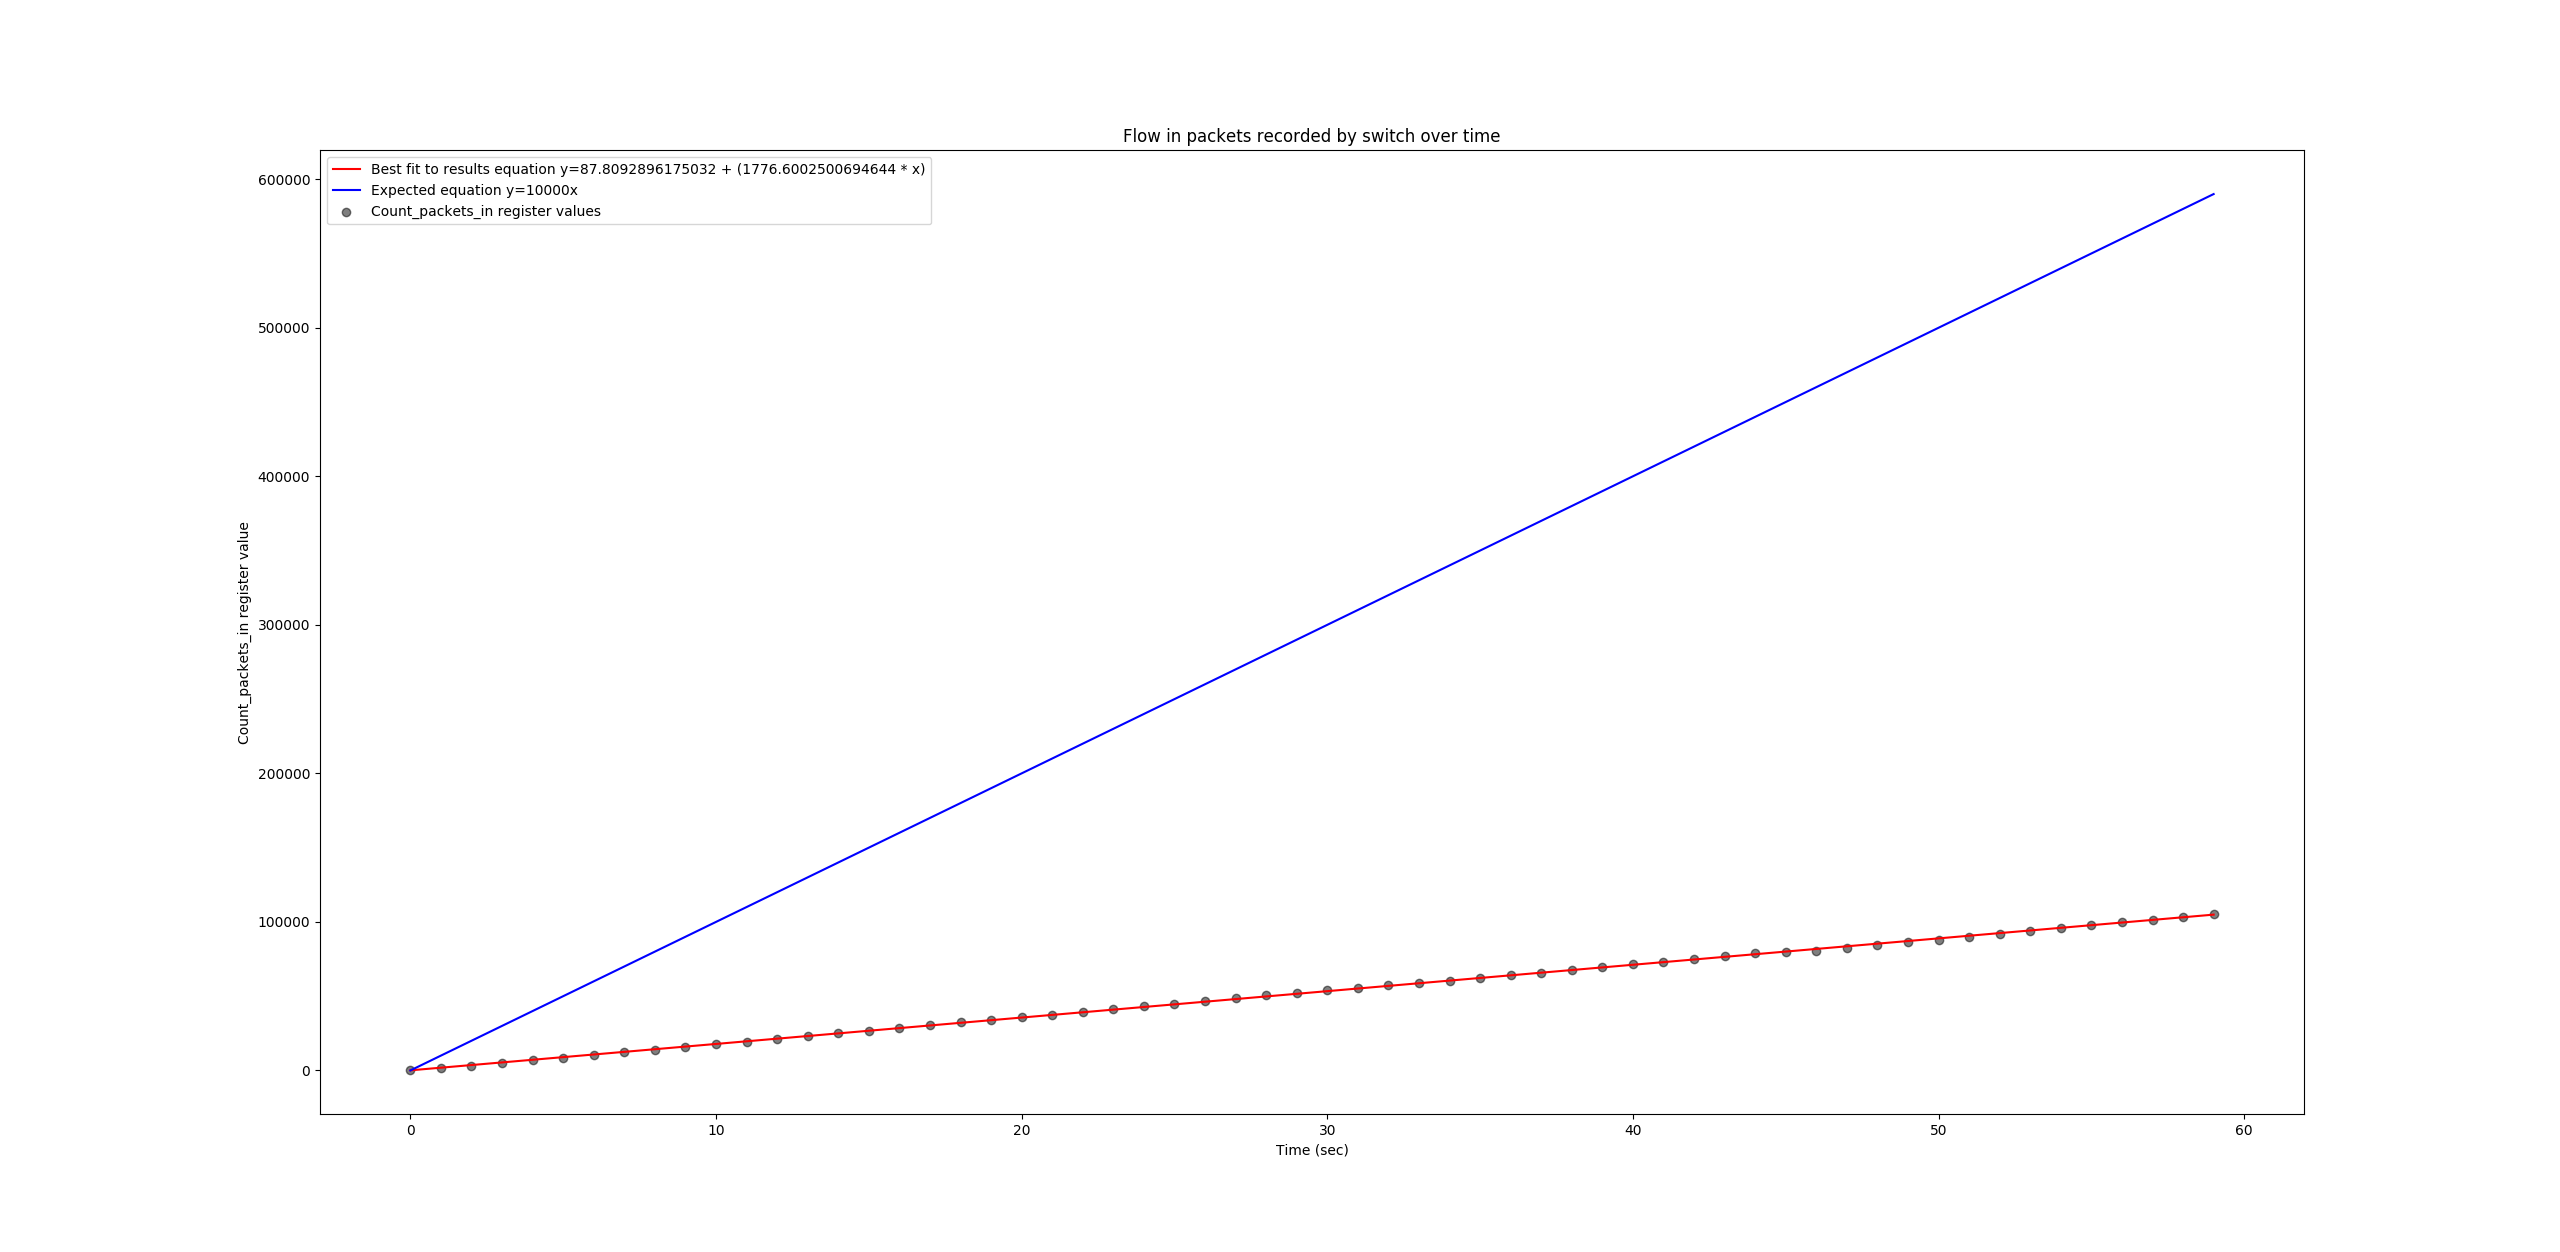 Flow in packets recorded by switch over time
Best fit to results equation y=87.8092896175032 + (1776.6002500694644 * x)
Expected equation y=10000x
Count_packets_in register values
600000
500000
400000
300000
200000
100000
0
Count_packets_in register value
0 10 20 30 40 50 60
Time (sec)